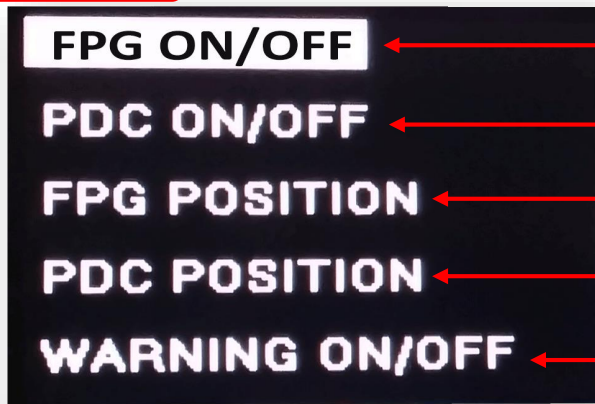 FPG ON/OFF
PDC ON/OFF
FPG POSITION
PDC POSITION
WARNING ON/OFF